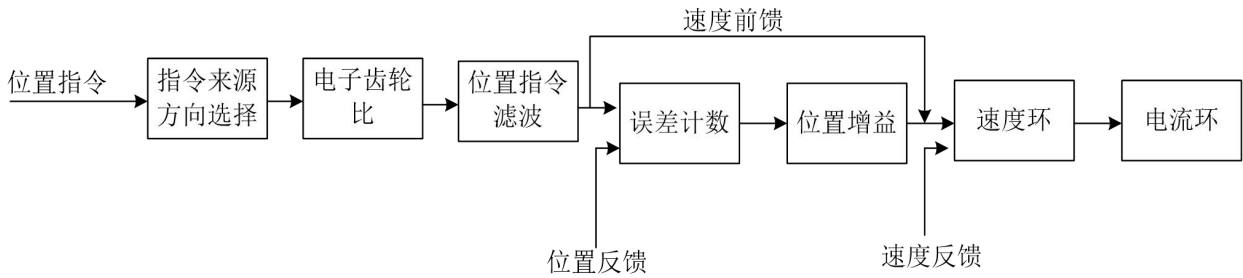 速度前馈
位置指令
指令来源
方向选择
电子齿轮
比
位置指令
滤波
误差计数
位置增益
速度环
电流环
位置反馈
速度反馈